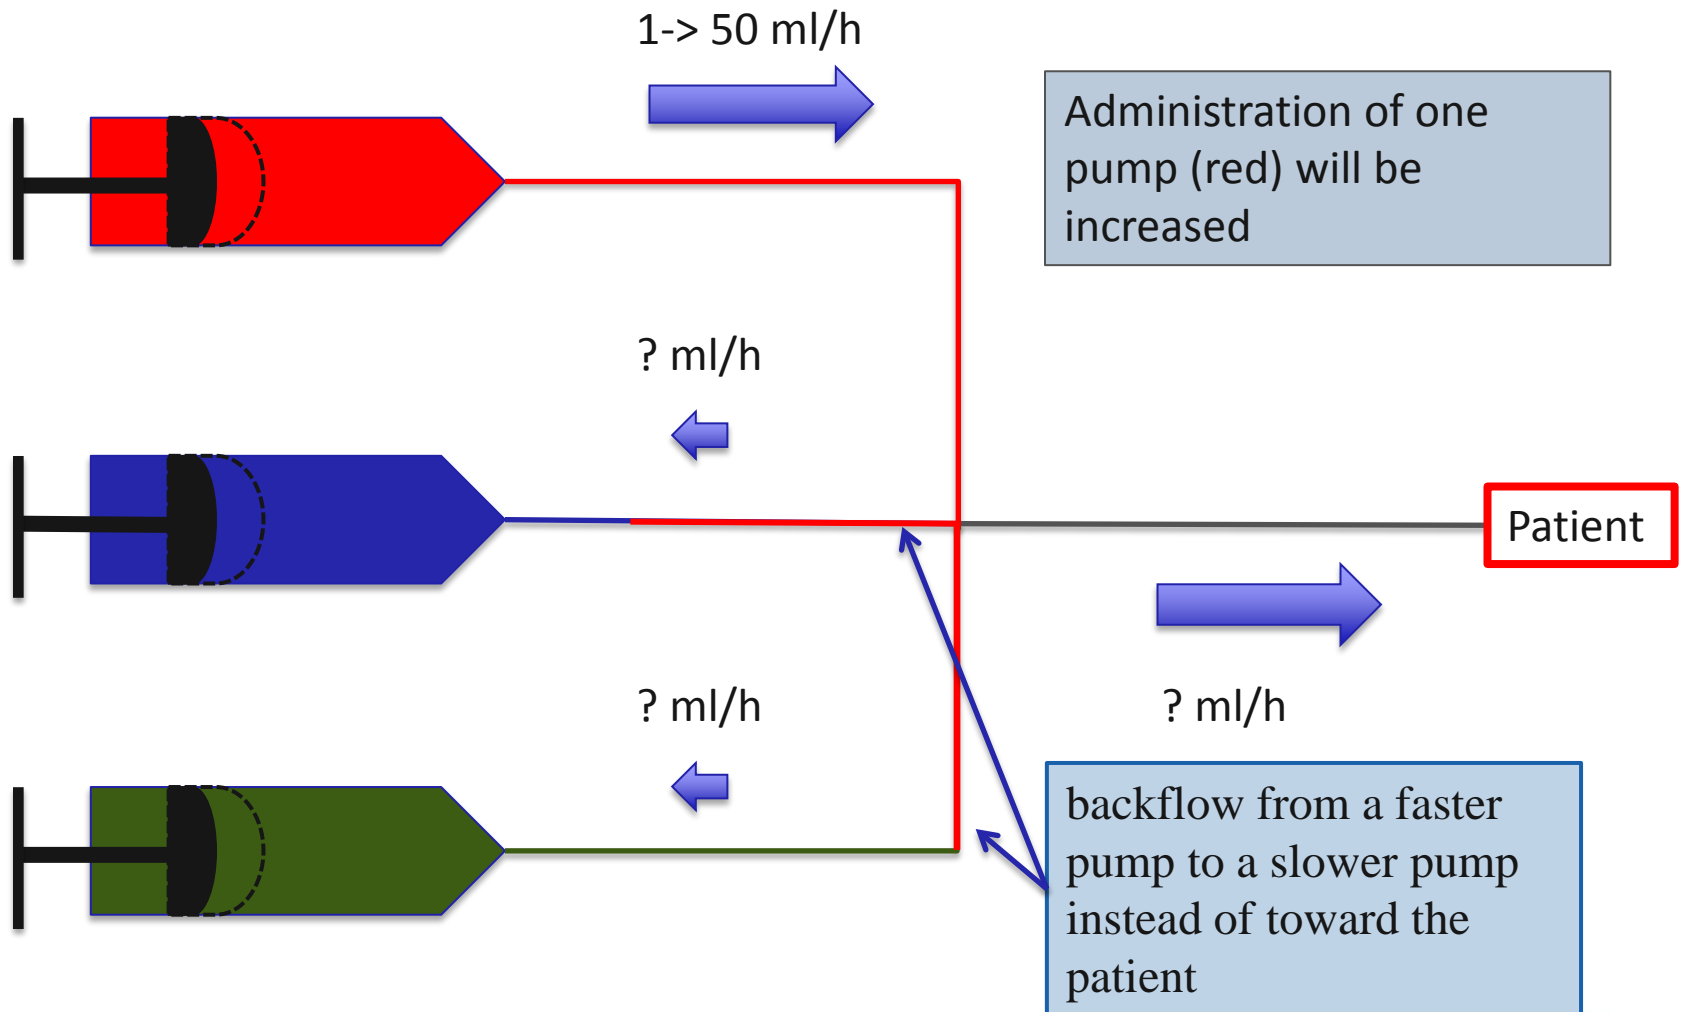 1-> 50 ml/h
Administration of one
pump (red) will be
increased
? ml/h
Patient
? ml/h
? ml/h
backflow from a faster
pump to a slower pump
instead of toward the
patient